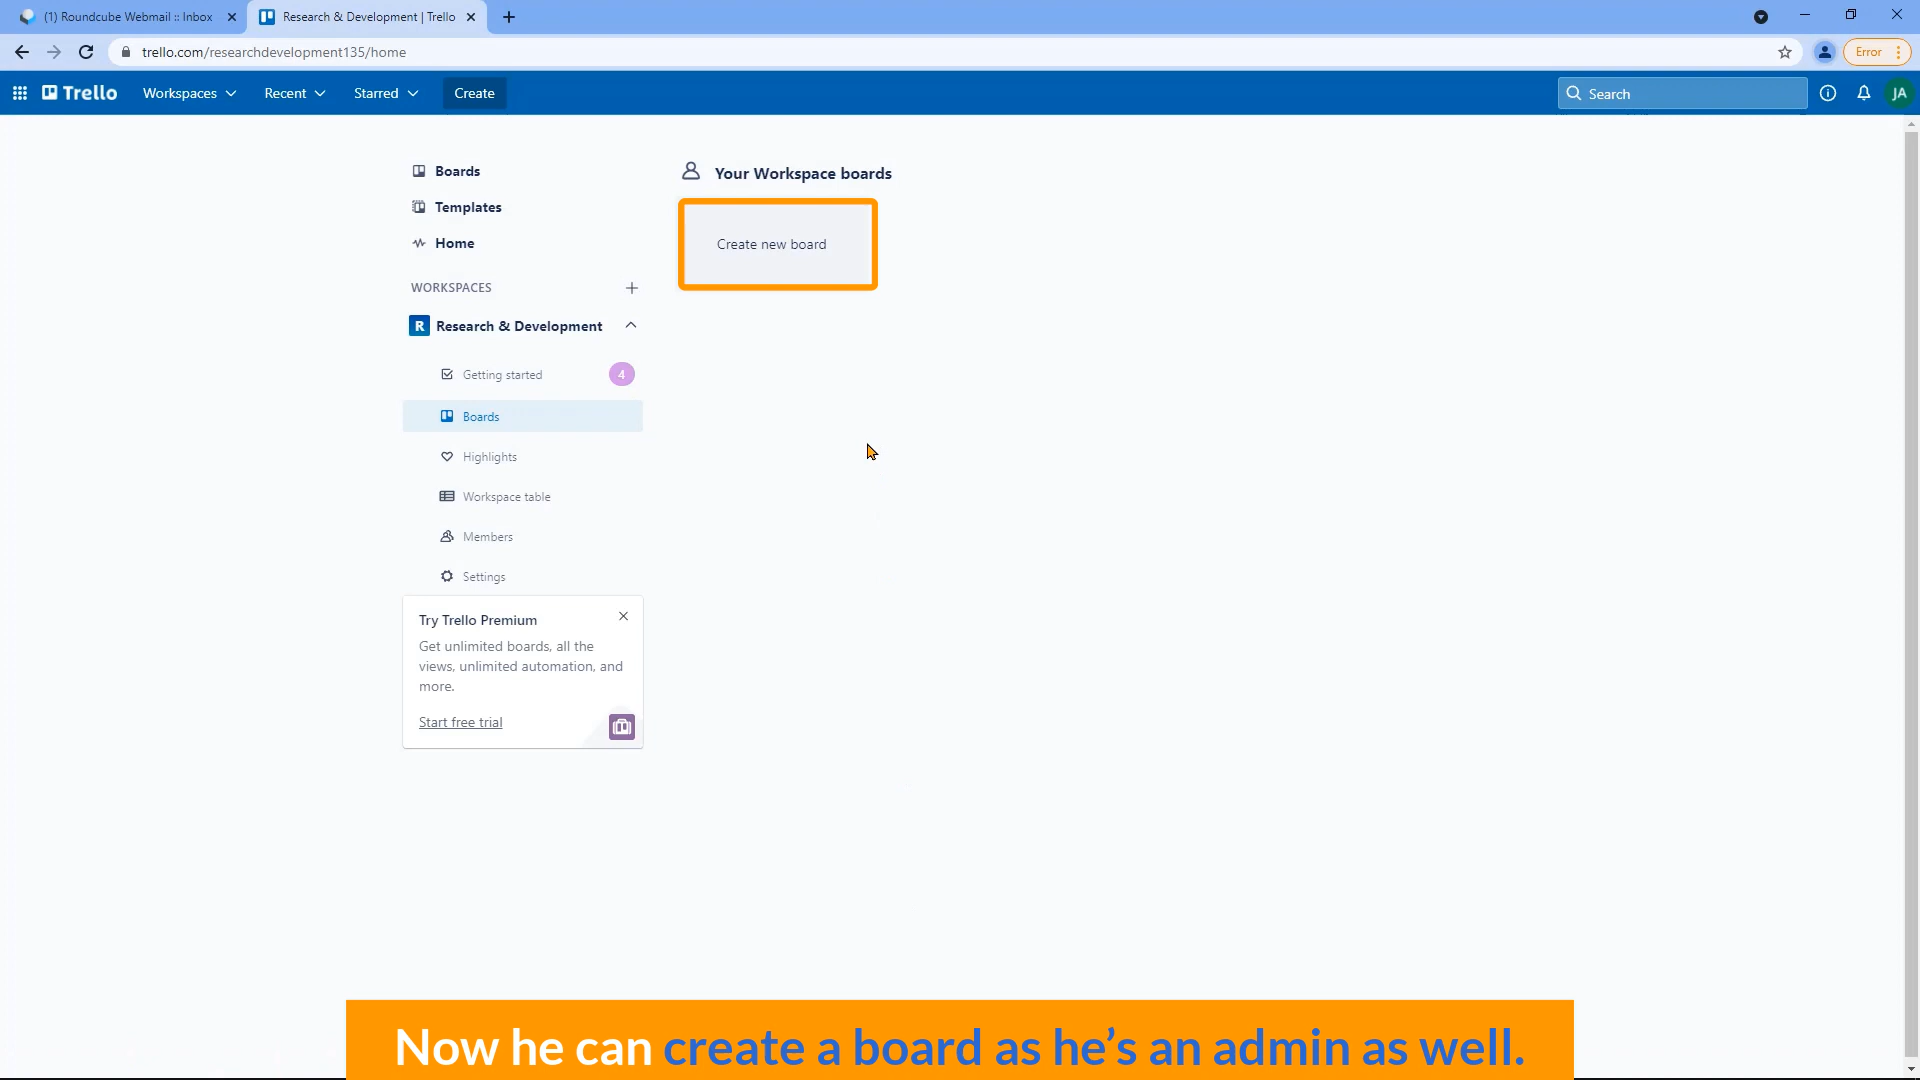 (1) Roundcube Webmail :: Inbox
Research & Development | Trello
trello.com/researchdevelopment135/home
Error
Trello
Workspaces
Recent
Starred
Create
Search
JA
Boards
Templates
Home
WORKSPACES
R Research & Development
Getting started 4
Boards
Highlights
Workspace table
Members
Settings
Try Trello Premium
Get unlimited boards, all the
views, unlimited automation, and
more.
Start free trial
Your Workspace boards
Create new board
Now he can create a board as he’s an admin as well.